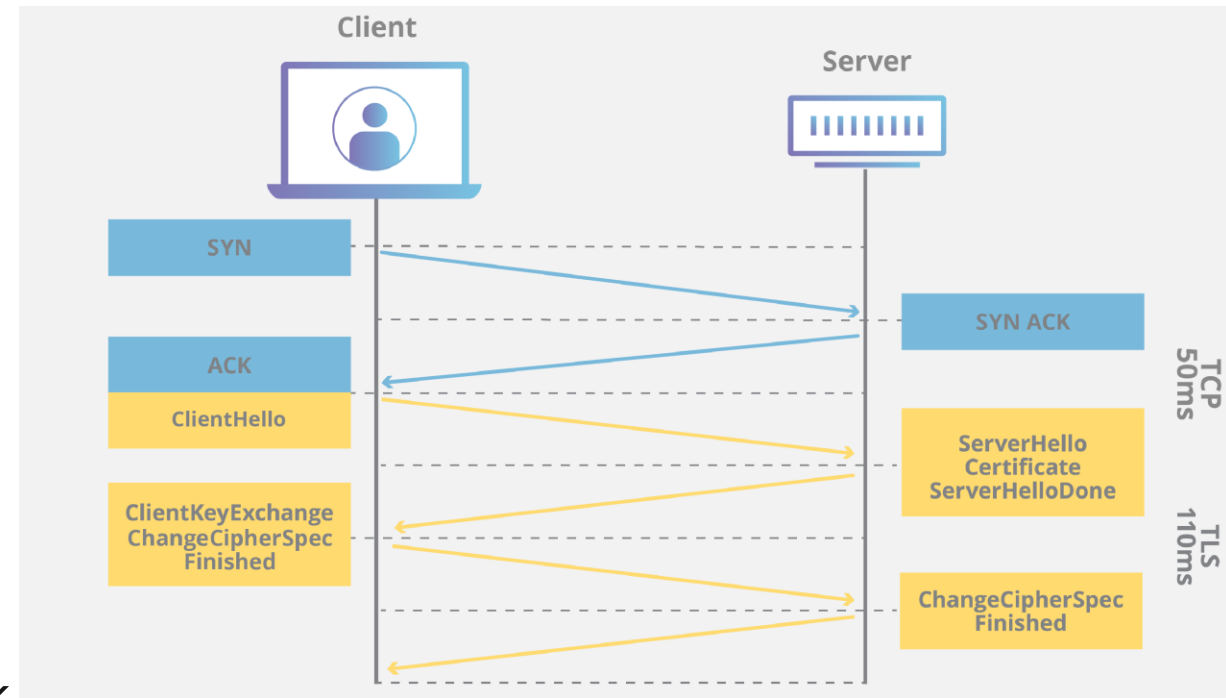 Client
Server
SYN
SYN ACK
ACK
ClientHello
TCP
50ms
ServerHello
Certificate
ServerHelloDone
ClientKeyExchange
ChangeCipherSpec
Finished
TLS
110ms
ChangeCipherSpec
Finished